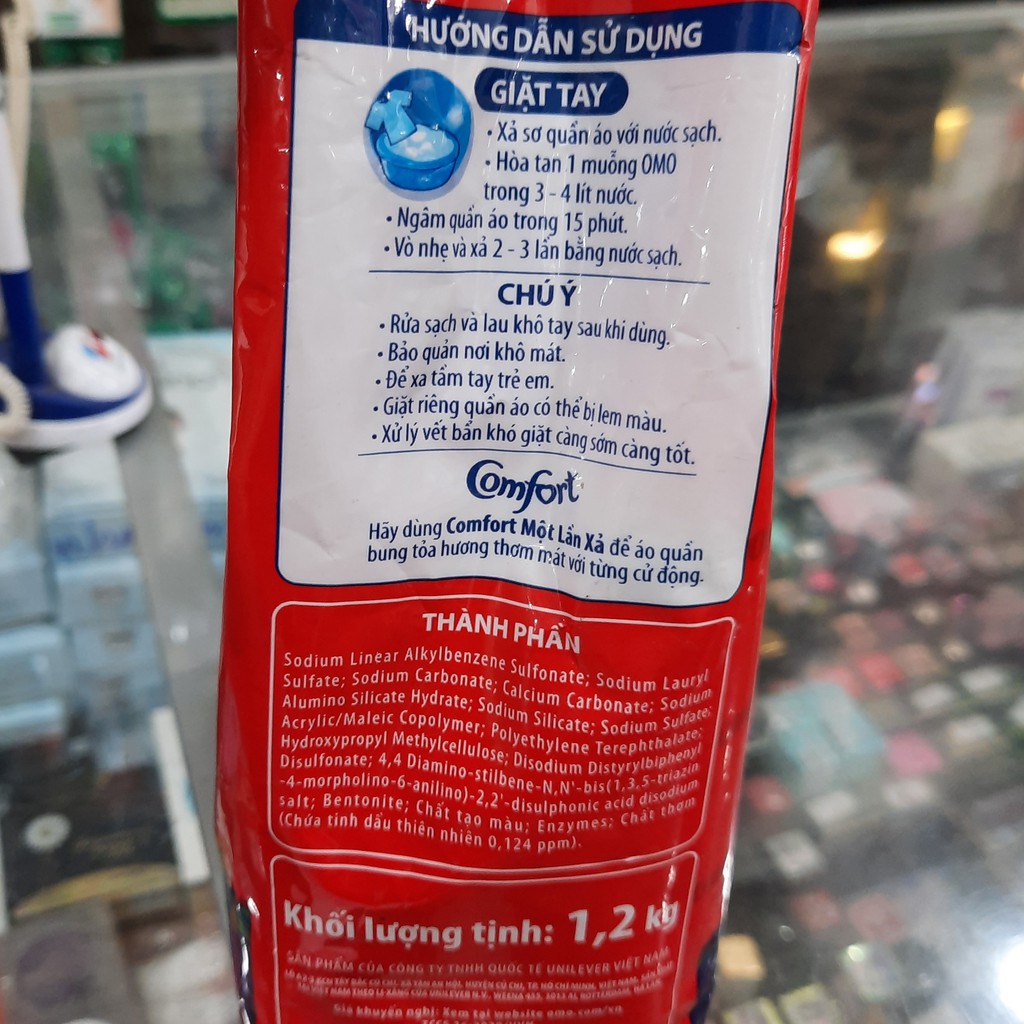 HƯỚNG DẪN SỬ DỤNG
GIẶT TAY
• Xả sơ quần áo với nước sạch.
• Hòa tan 1 muỗng OMO
trong 3 - 4 lít nước.
• Ngâm quần áo trong 15 phút.
• Vò nhẹ và xả 2 - 3 lần bằng nước sạch.
CHÚ Ý
• Rửa sạch và lau khô tay sau khi dùng.
• Bảo quản nơi khô mát.
• Để xa tầm tay trẻ em.
• Giặt riêng quần áo có thể bị lem màu.
• Xử lý vết bẩn khó giặt càng sớm càng tốt.
Comfort
Hãy dùng Comfort Một Lần Xả để áo quần
bung tỏa hương thơm mát với từng cử động.
THÀNH PHẦN
Sodium Linear Alkylbenzene Sulfonate; Sodium Lauryl
Sulfate; Sodium Carbonate; Calcium Carbonate; Sodium
Alumino Silicate Hydrate; Sodium Silicate; Sodium Sulfate;
Acrylic/Maleic Copolymer; Polyethylene Terephthalate;
Hydroxypropyl Methylcellulose; Disodium Distyrylbiphenyl
Disulfonate; 4,4 Diamino-stilbene-N,N'-bis(1,3,5-triazin
-4-morpholino-6-anilino)-2,2'-disulphonic acid disodium
salt; Bentonite; Chất tạo màu; Enzymes; Chất thơm
(Chứa tinh dầu thiên nhiên 0,124 ppm).
Khối lượng tịnh: 1,2 kg
SẢN PHẨM CỦA CÔNG TY TNHH QUỐC TẾ UNILEVER VIỆT NAM
Giá khuyến nghị: Xem tại website omo.com/vn